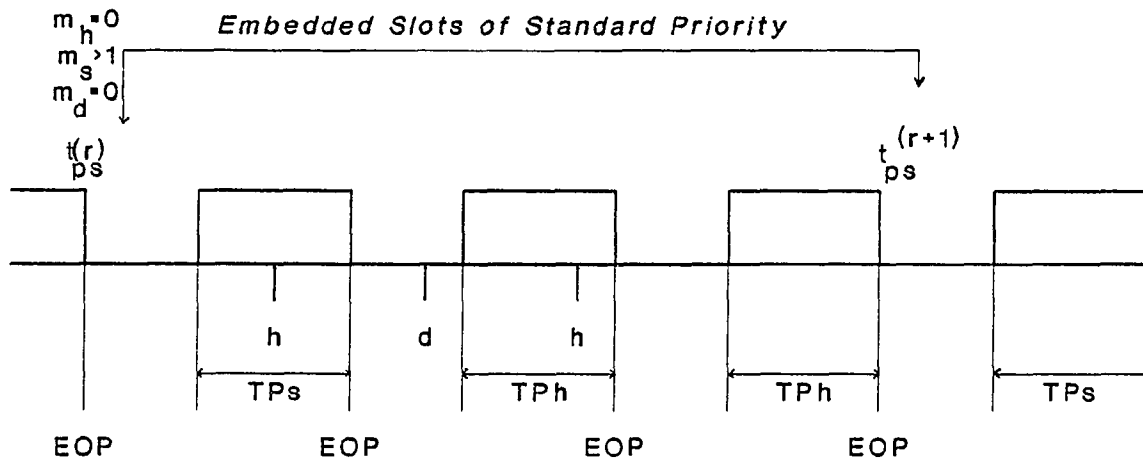 m_h=0 Embedded Slots of Standard Priority
m_s>1
m_d=0
t_ps^(r) t_ps^(r+1)
h d h
TPs TPh TPh TPs
EOP EOP EOP EOP